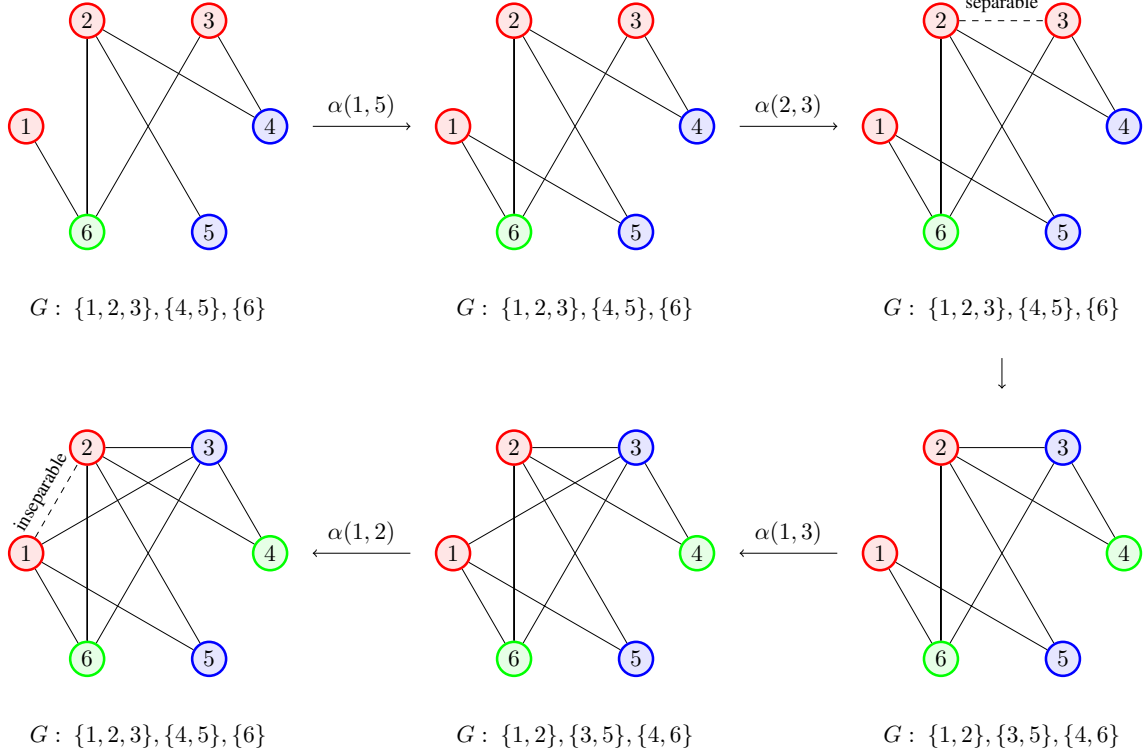 separable
2 3 2 3 2 3
1 4 α(1,5) 1 4 α(2,3) 1 4
6 5 6 5 6 5
G : {1, 2, 3}, {4, 5}, {6} G : {1, 2, 3}, {4, 5}, {6} G : {1, 2, 3}, {4, 5}, {6}
2 3 2 3 2 3
inseparable
1 4 α(1,2) 1 4 α(1,3) 1 4
6 5 6 5 6 5
G : {1, 2, 3}, {4, 5}, {6} G : {1, 2}, {3, 5}, {4, 6} G : {1, 2}, {3, 5}, {4, 6}